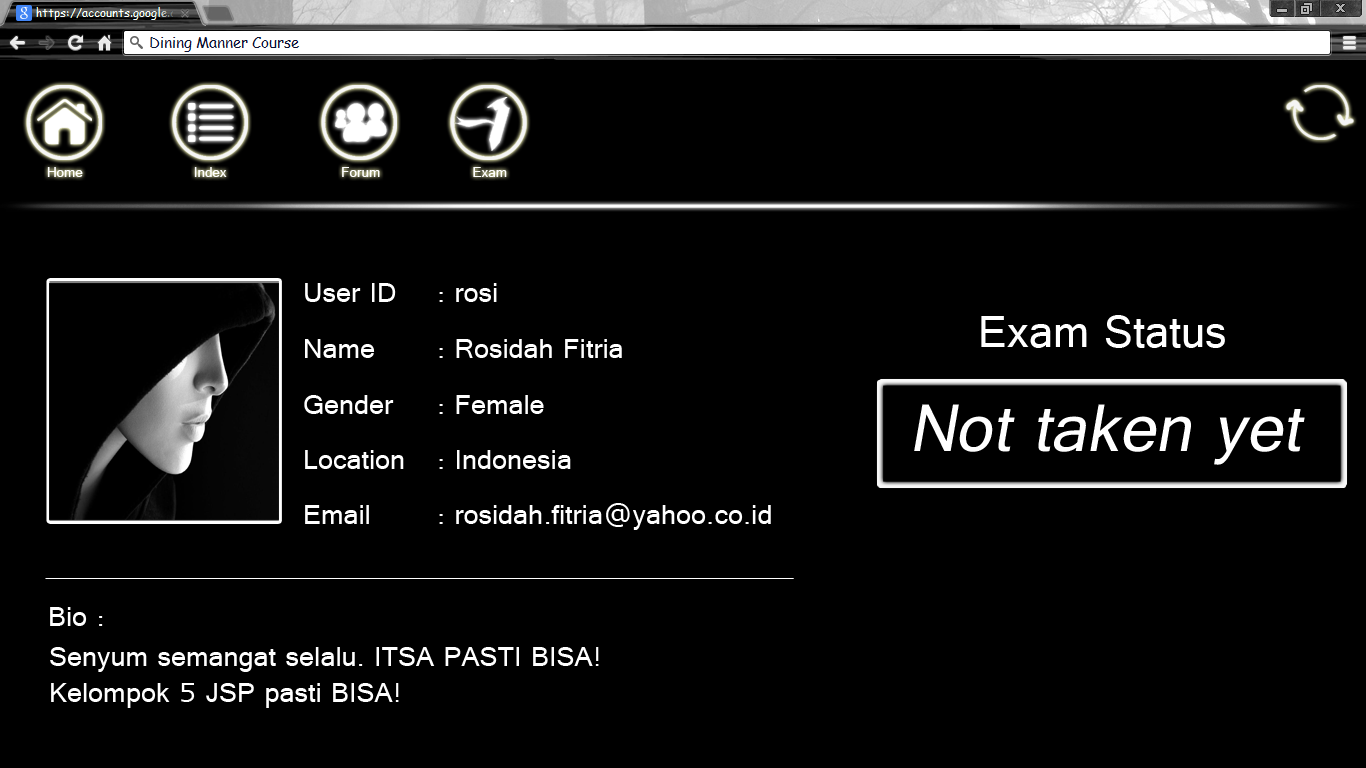 https://accounts.google.c
Dining Manner Course
Home
Index
Forum
Exam
User ID : rosi
Name : Rosidah Fitria
Gender : Female
Location : Indonesia
Email : rosidah.fitria@yahoo.co.id
Exam Status
Not taken yet
Bio :
Senyum semangat selalu. ITSA PASTI BISA!
Kelompok 5 JSP pasti BISA!